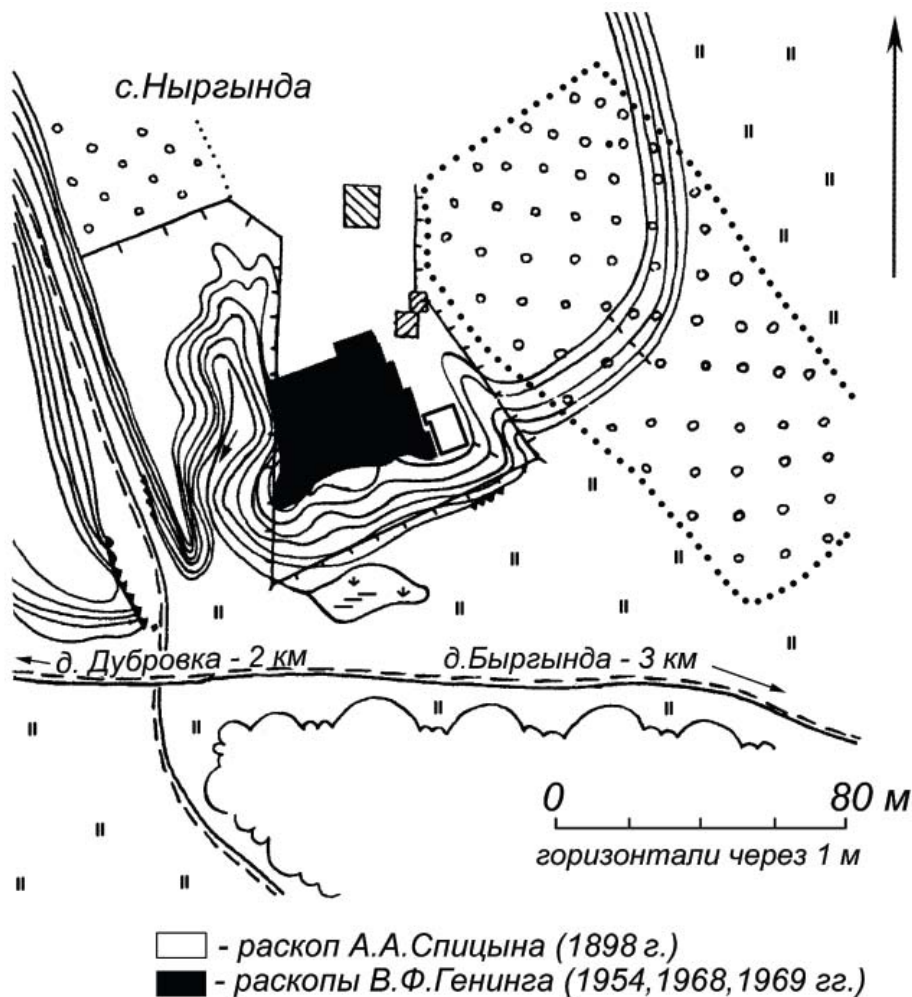 с.Ныргында
д. Дубровка - 2 км
д.Быргында - 3 км
0 80 м
горизонтали через 1 м
- раскоп А.А.Спицына (1898 г.)
- раскопы В.Ф.Генинга (1954,1968,1969 гг.)